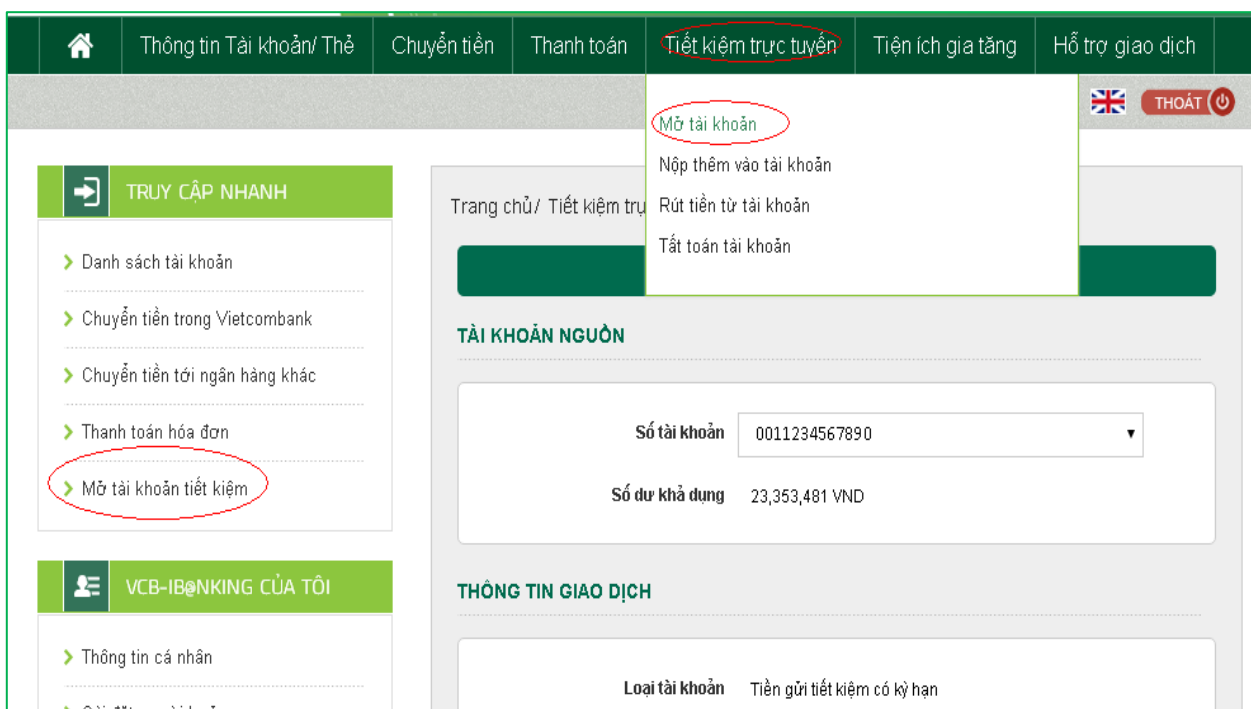 Thông tin Tài khoản/ Thẻ
Chuyển tiền
Thanh toán
Tiết kiệm trực tuyến
Tiện ích gia tăng
Hỗ trợ giao dịch
THOÁT
Mở tài khoản
Nộp thêm vào tài khoản
Rút tiền từ tài khoản
Tất toán tài khoản
TRUY CẬP NHANH
Danh sách tài khoản
Chuyển tiền trong Vietcombank
Chuyển tiền tới ngân hàng khác
Thanh toán hóa đơn
Mở tài khoản tiết kiệm
VCB-IB@NKING CỦA TÔI
Thông tin cá nhân
Trang chủ/ Tiết kiệm trự
TÀI KHOẢN NGUỒN
Số tài khoản 0011234567890
Số dư khả dụng 23,353,481 VND
THÔNG TIN GIAO DỊCH
Loại tài khoản Tiền gửi tiết kiệm có kỳ hạn